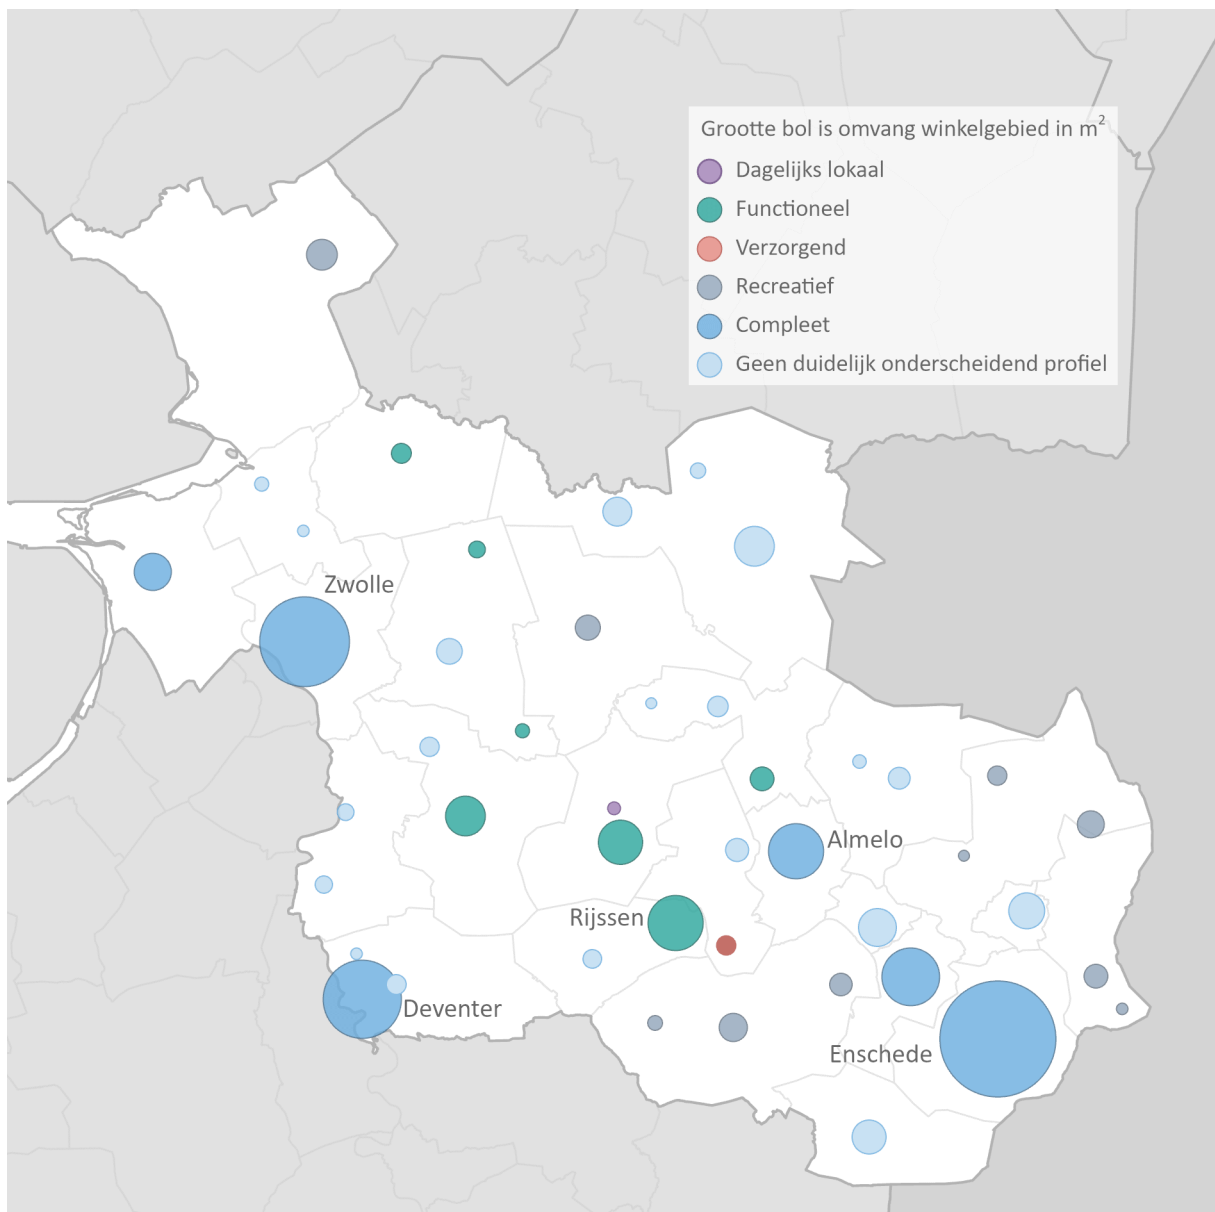 Grootte bol is omvang winkelgebied in m²
Dagelijks lokaal
Functioneel
Verzorgend
Recreatief
Compleet
Geen duidelijk onderscheidend profiel
Zwolle
Almelo
Rijssen
Deventer
Enschede